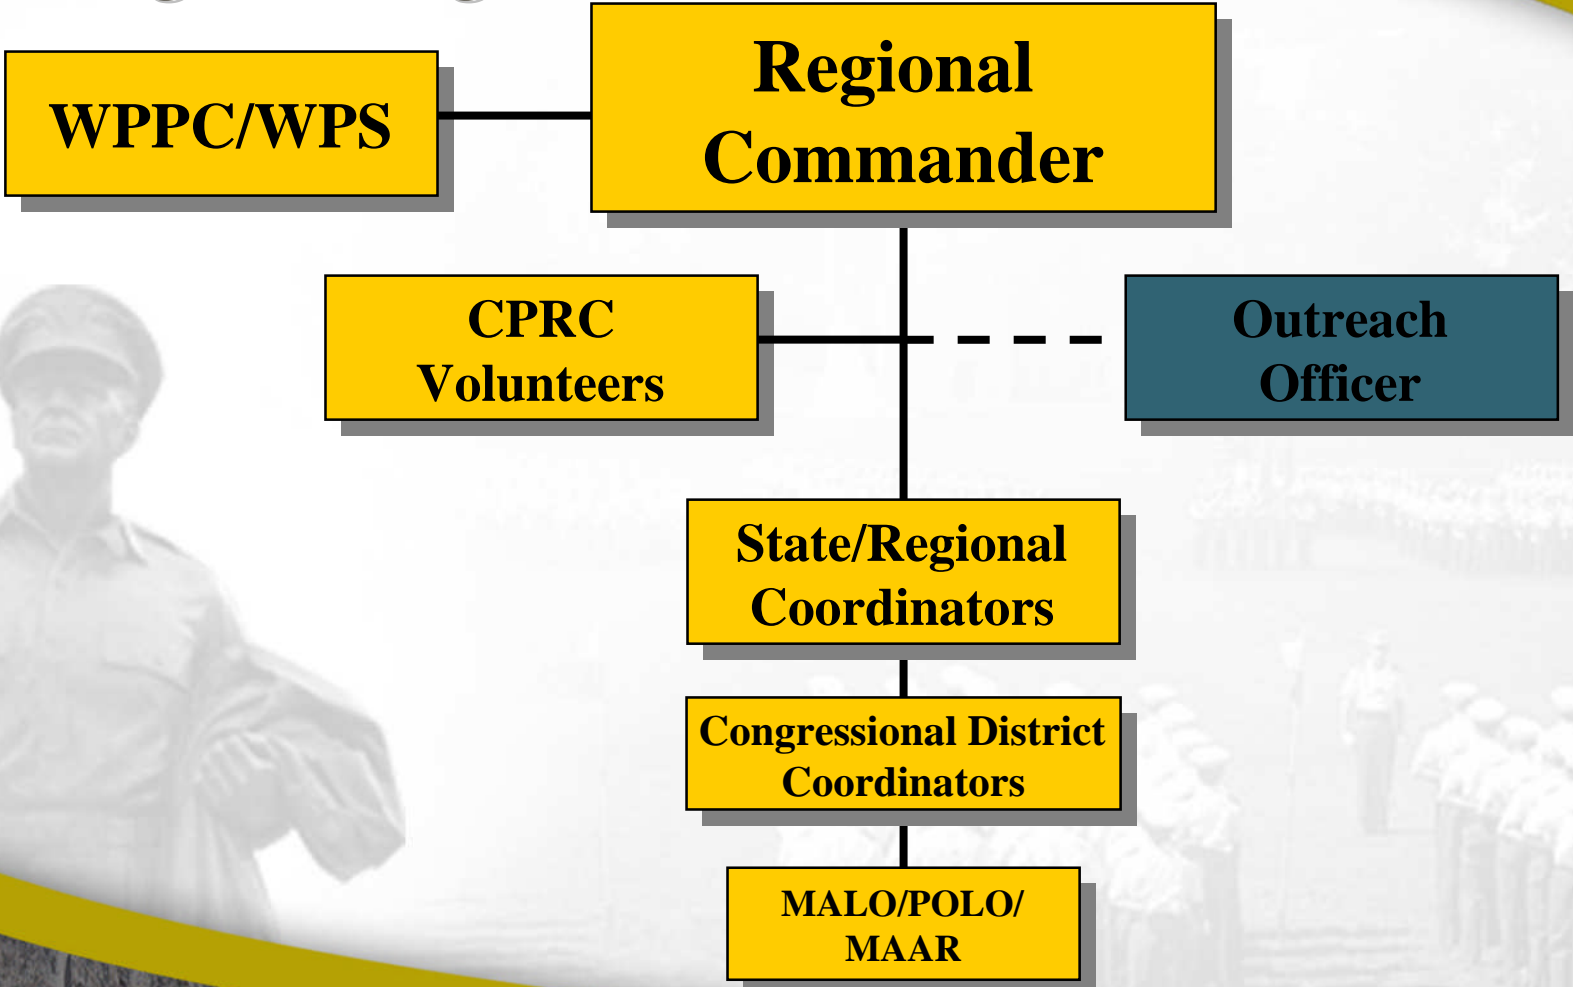 Regional
Commander
WPPC/WPS
CPRC
Volunteers
Outreach
Officer
State/Regional
Coordinators
Congressional District
Coordinators
MALO/POLO/
MAAR